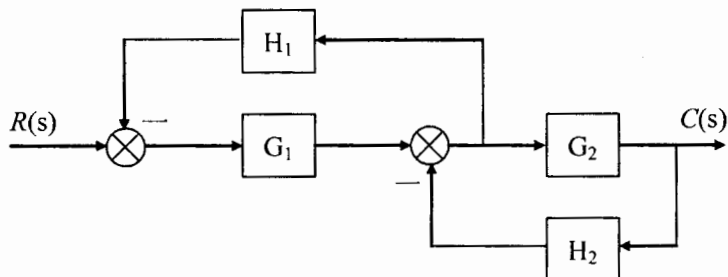 H₁
R(s)
—
G₁
—
G₂
C(s)
H₂